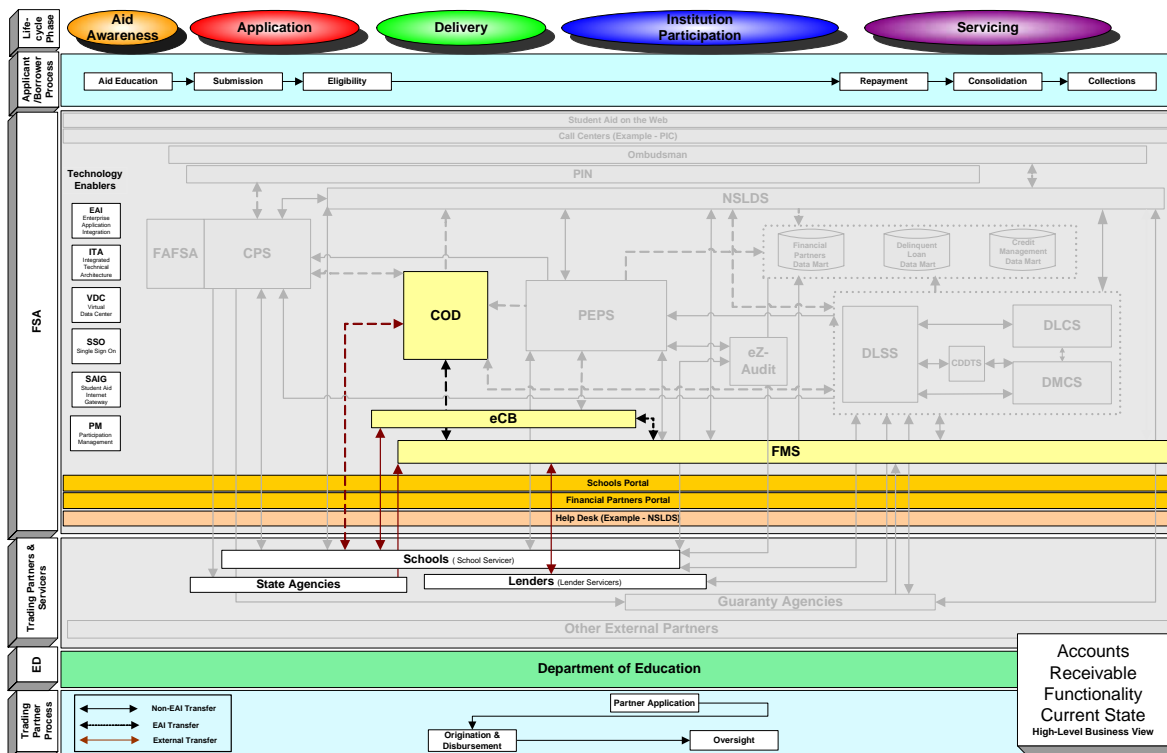 Life-
cycle
Phase
Aid
Awareness
Application
Delivery
Institution
Participation
Servicing
Applicant
/Borrower
Process
Aid Education
Submission
Eligibility
Repayment
Consolidation
Collections
FSA
Student Aid on the Web
Call Centers (Example - PIC)
Ombudsman
PIN
NSLDS
Technology
Enablers
EAI
Enterprise
Application
Integration
ITA
Integrated
Technical
Architecture
VDC
Virtual
Data Center
SSO
Single Sign On
SAIG
Student Aid
Internet
Gateway
PM
Participation
Management
FAFSA
CPS
COD
PEPS
eZ-
Audit
Financial
Partners
Data Mart
Delinquent
Loan
Data Mart
Credit
Management
Data Mart
DLSS
CDDTS
DLCS
DMCS
eCB
FMS
Schools Portal
Financial Partners Portal
Help Desk (Example - NSLDS)
Trading Partners &
Servicers
Schools ( School Servicer)
State Agencies
Lenders (Lender Servicers)
Guaranty Agencies
Other External Partners
ED
Department of Education
Trading
Partner
Process
Non-EAI Transfer
EAI Transfer
External Transfer
Partner Application
Origination &
Disbursement
Oversight
Accounts
Receivable
Functionality
Current State
High-Level Business View